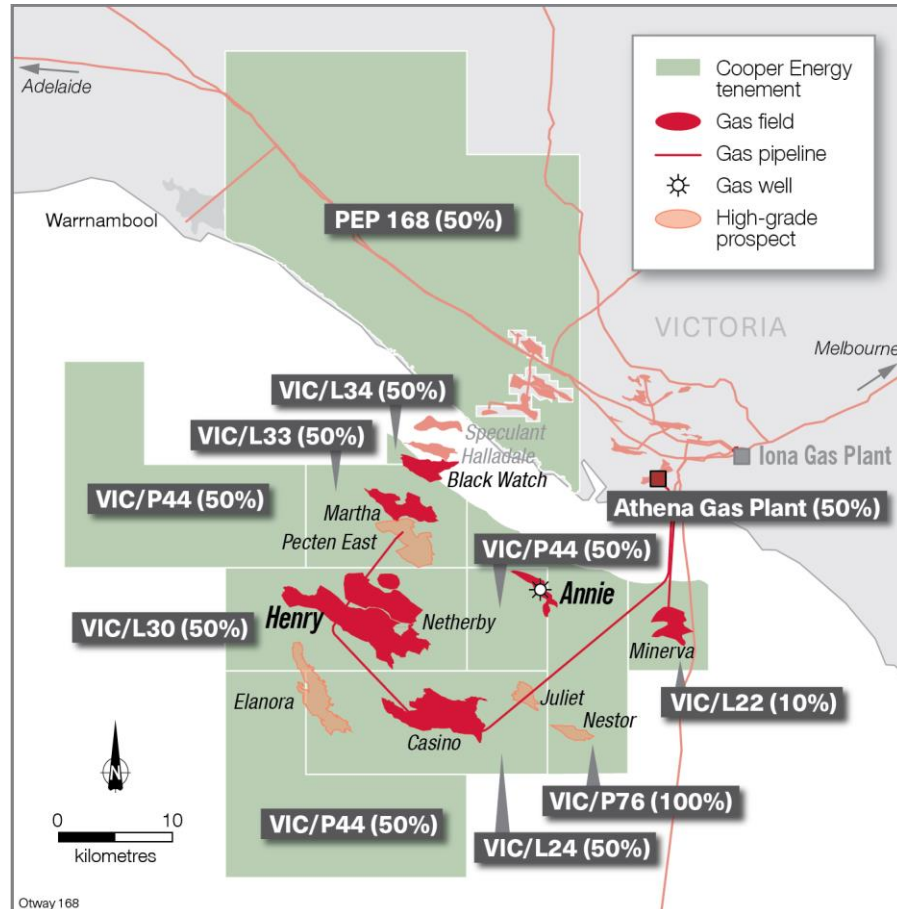 Adelaide
Warrnambool
PEP 168 (50%)
Cooper Energy
tenement
Gas field
Gas pipeline
Gas well
High-grade
prospect
VICTORIA
Melbourne
VIC/L34 (50%)
VIC/L33 (50%)
Speculant
Halladale
Black Watch
Iona Gas Plant
VIC/P44 (50%)
Martha
Pecten East
Athena Gas Plant (50%)
VIC/P44 (50%)
Annie
Henry
Netherby
VIC/L30 (50%)
Minerva
Elanora
Juliet
Nestor
VIC/L22 (10%)
Casino
N
0 10
kilometres
VIC/P44 (50%)
VIC/P76 (100%)
VIC/L24 (50%)
Otway 168